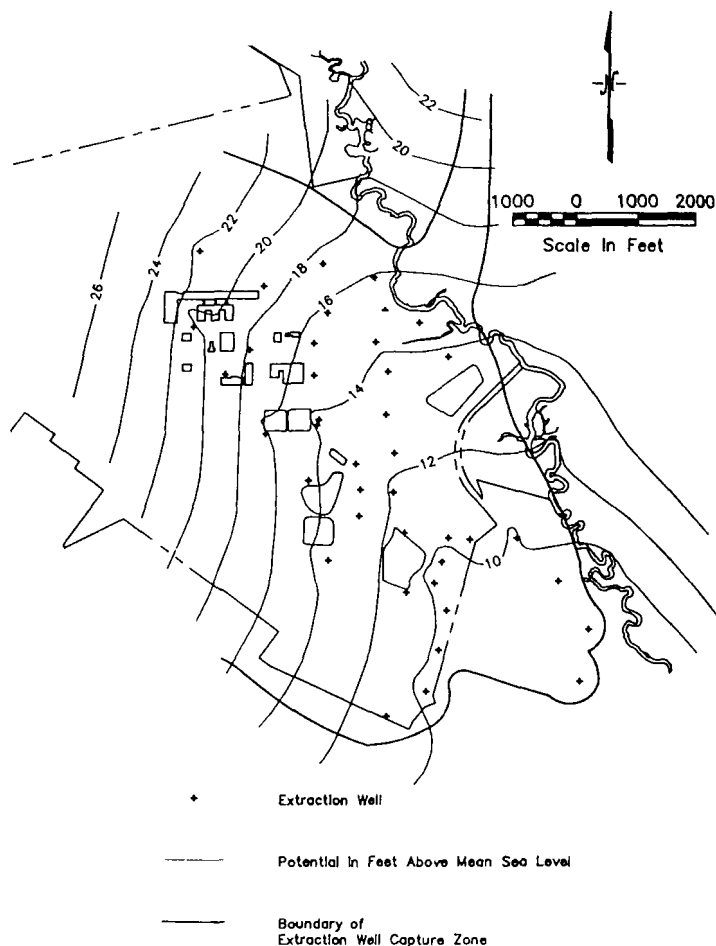 N
22
20
1000 0 1000 2000
Scale In Feet
22
20
18
24
26
16
14
12
10
Extraction Well
Potential in Feet Above Mean Sea Level
Boundary of
Extraction Well Capture Zone